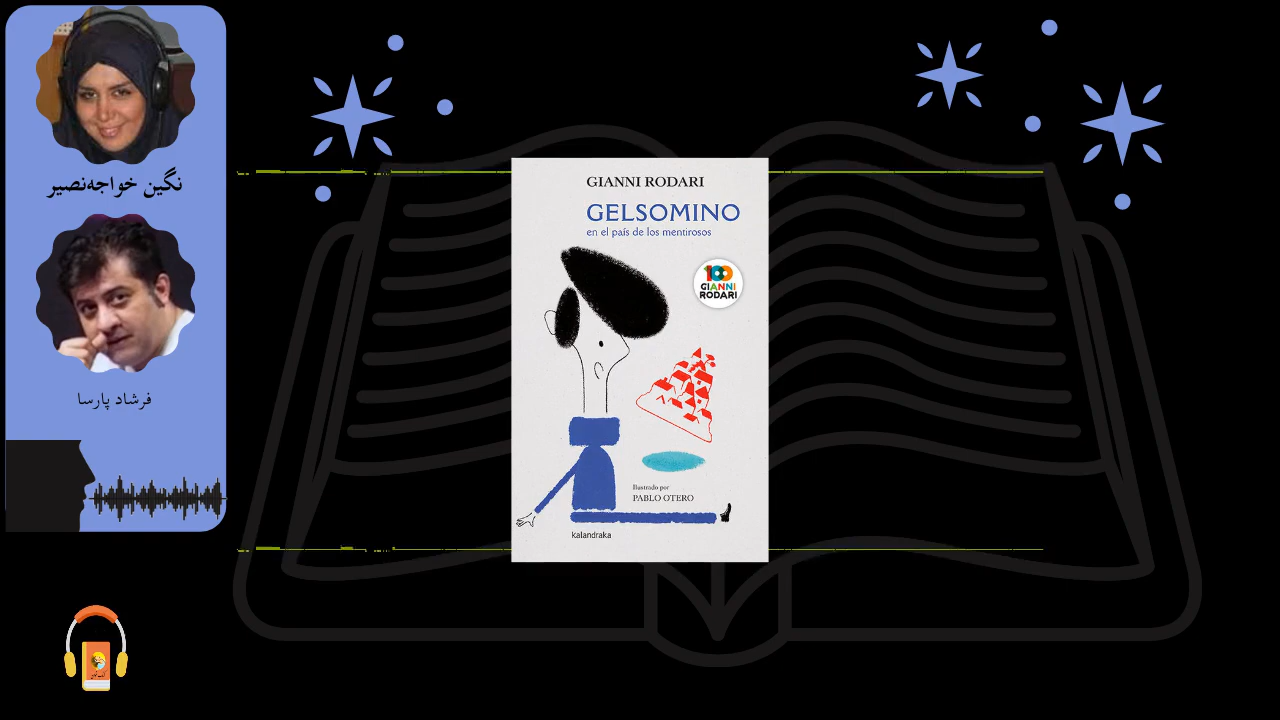 نگین خواجه‌نصیر
فرشاد پارسا
GIANNI RODARI
GELSOMINO
en el país de los mentirosos
100
GIANNI
RODARI
Ilustrado por
PABLO OTERO
kalandraka